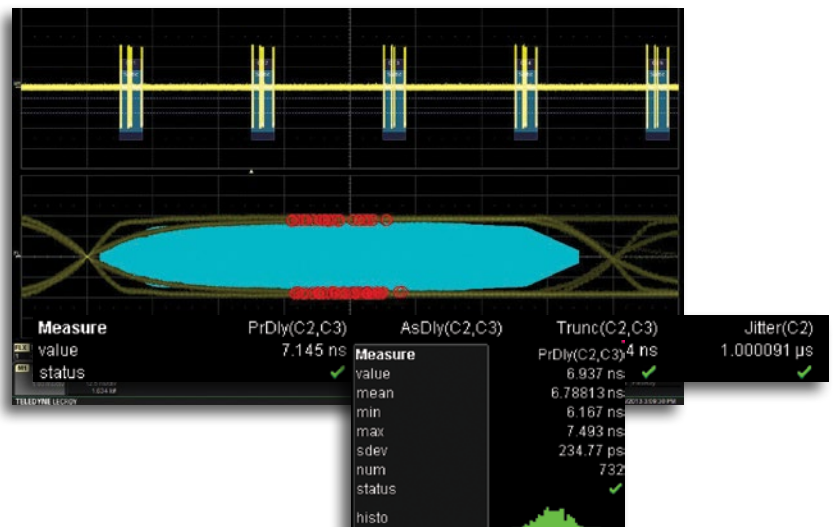 Measure PrDly(C2,C3) AsDly(C2,C3) Trunc(C2,C3) Jitter(C2)
value 7.145 ns 4 ns 1.000091 µs
status
Measure PrDly(C2,C3)
value 6.937 ns
mean 6.78813 ns
min 6.167 ns
max 7.493 ns
sdev 234.77 ps
num 732
status
histo
TELEDYNE LECROY